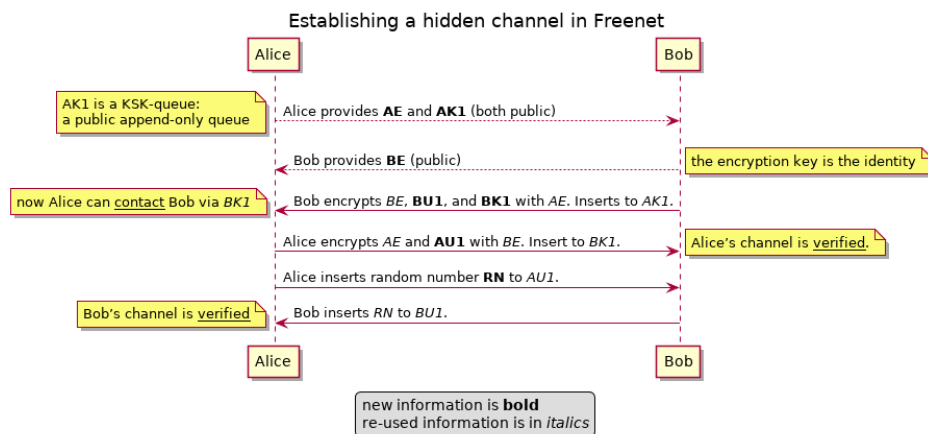 Establishing a hidden channel in Freenet
Alice
Bob
AK1 is a KSK-queue:
a public append-only queue
Alice provides AE and AK1 (both public)
Bob provides BE (public)
the encryption key is the identity
now Alice can contact Bob via BK1
Bob encrypts BE, BU1, and BK1 with AE. Inserts to AK1.
Alice encrypts AE and AU1 with BE. Insert to BK1.
Alice’s channel is verified.
Alice inserts random number RN to AU1.
Bob’s channel is verified
Bob inserts RN to BU1.
Alice
Bob
new information is bold
re-used information is in italics